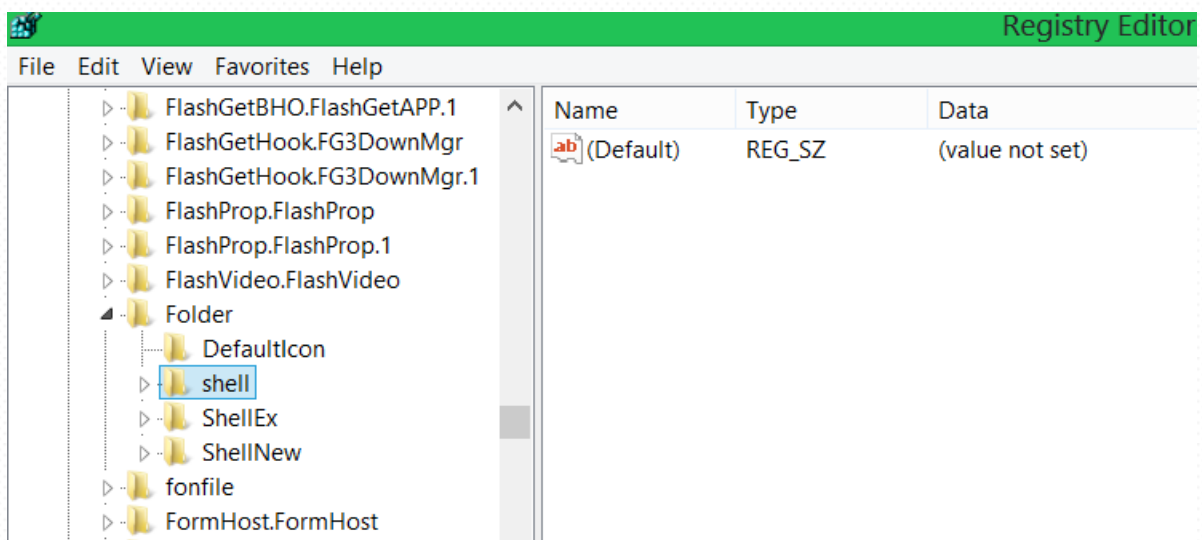 Registry Editor
File Edit View Favorites Help
FlashGetBHO.FlashGetAPP.1
FlashGetHook.FG3DownMgr
FlashGetHook.FG3DownMgr.1
FlashProp.FlashProp
FlashProp.FlashProp.1
FlashVideo.FlashVideo
Folder
DefaultIcon
shell
ShellEx
ShellNew
fonfile
FormHost.FormHost
Name Type Data
ab (Default) REG_SZ (value not set)